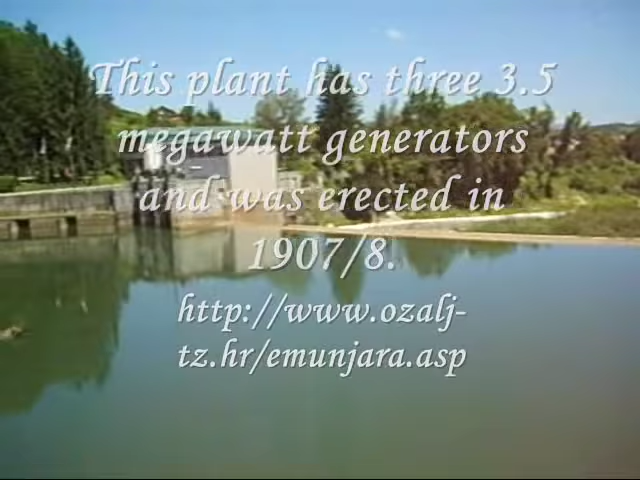 This plant has three 3.5
megawatt generators
and was erected in
1907/8.
http://www.ozalj-
tz.hr/emunjara.asp